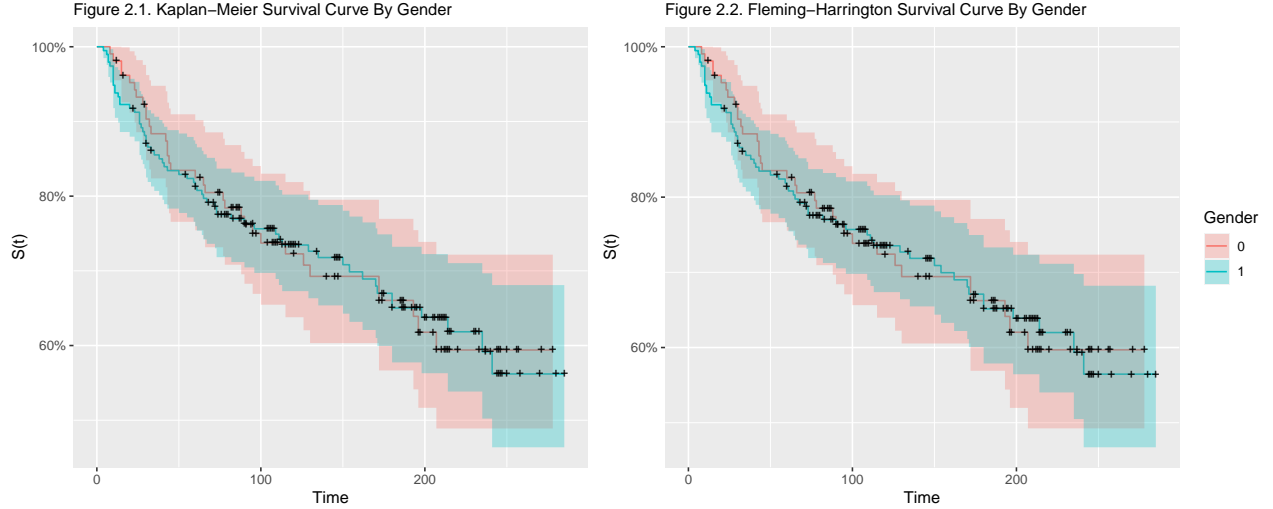 Figure 2.1. Kaplan−Meier Survival Curve By Gender
100%
80%
60%
S(t)
0
100
200
Time
Figure 2.2. Fleming−Harrington Survival Curve By Gender
100%
80%
60%
S(t)
0
100
200
Time
Gender
0
1